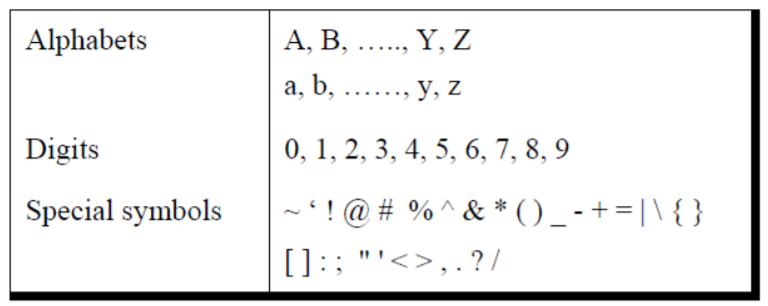 Alphabets A, B, ….., Y, Z
a, b, ……, y, z
Digits 0, 1, 2, 3, 4, 5, 6, 7, 8, 9
Special symbols ~ ‘ ! @ # % ^ & * ( ) _ - + = | \ { }
[ ] : ; " ' < > , . ? /